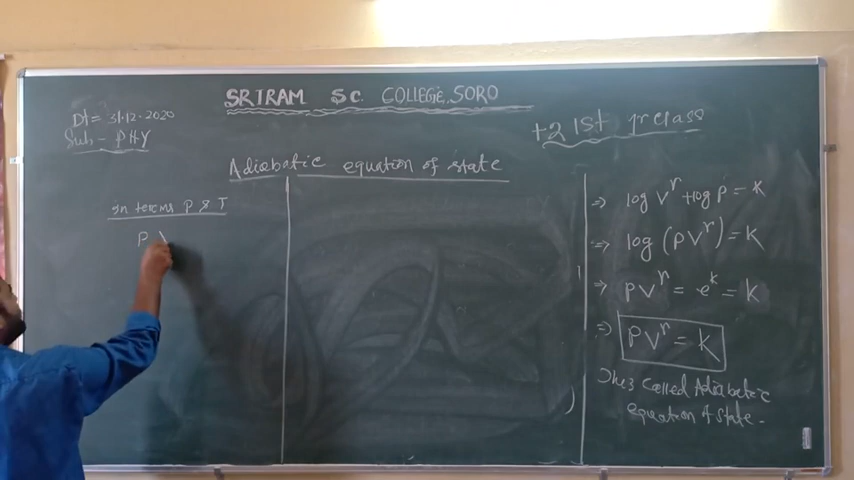 SRIRAM SC. COLLEGE, SORO
Dt = 31.12.2020
Sub, - PHY
+2 1st yr class
Adiabatic equation of state
In terms P & T
P V
⇒ log V^r + log P = K
⇒ log (PV^r) = K
⇒ PV^r = e^k = K
⇒ PV^r = K
This called Adiabatic
equation of state -